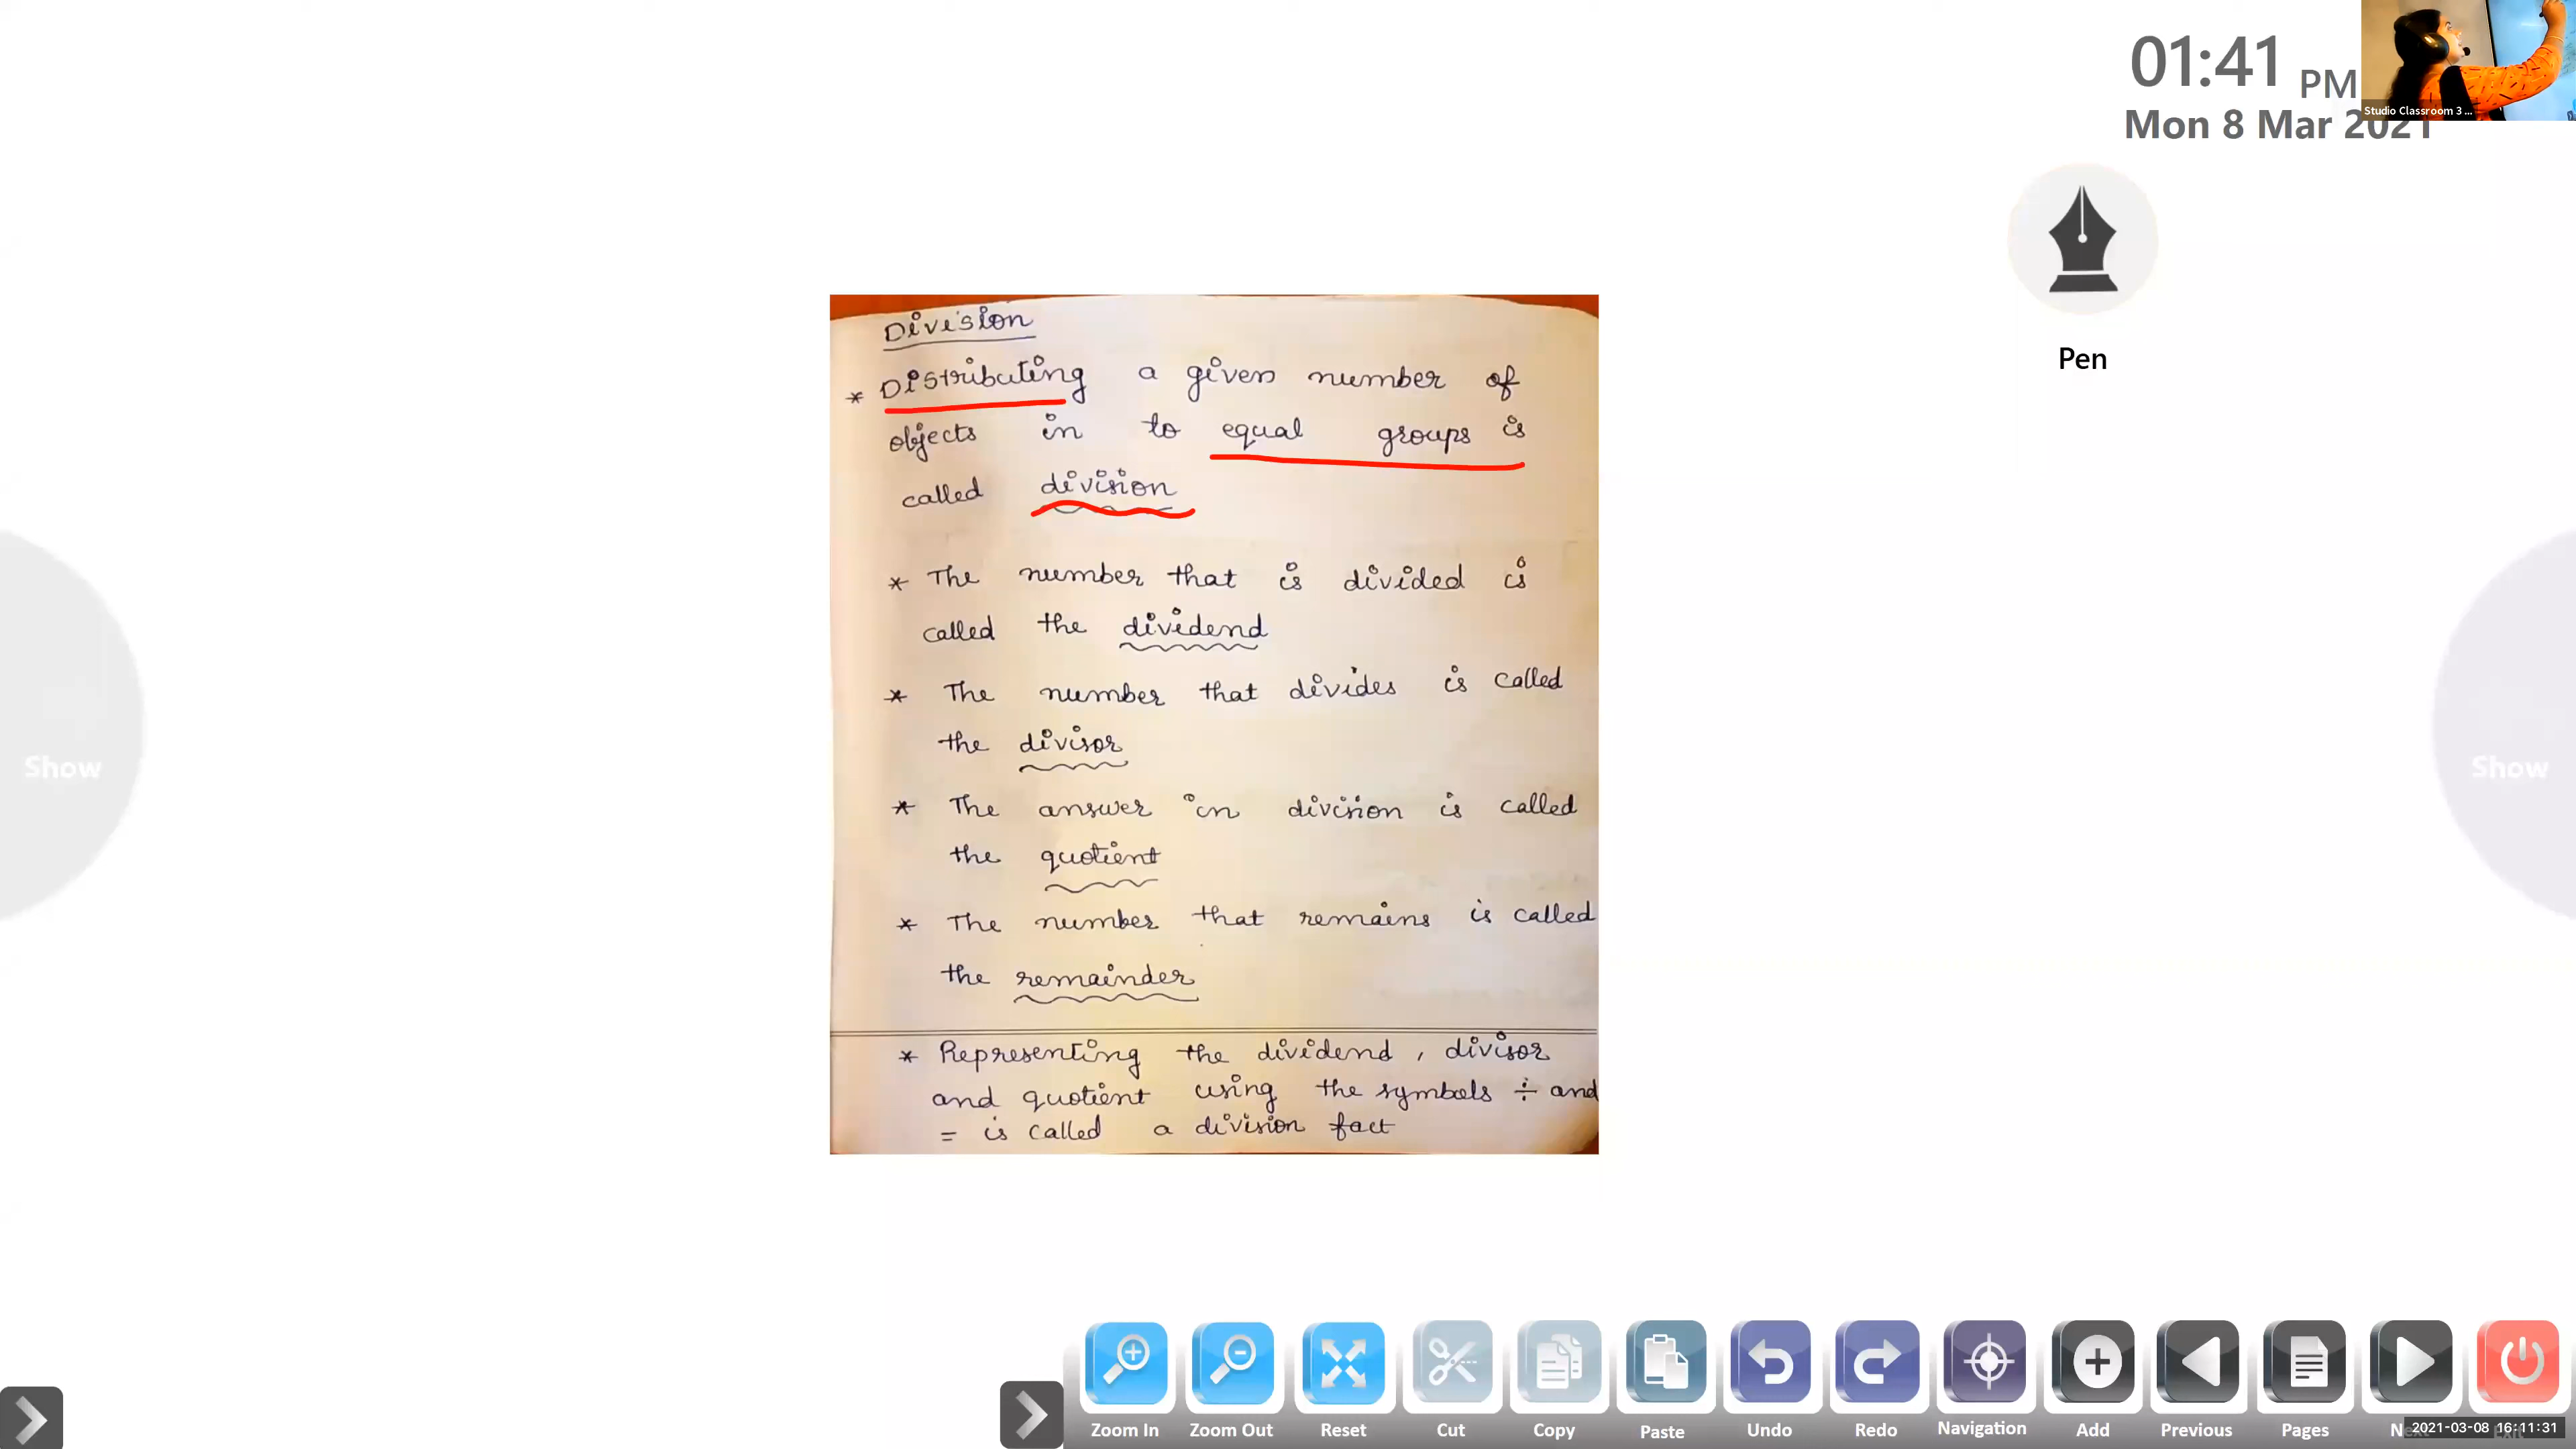 01:41 PM
Studio Classroom 3 ...
Mon 8 Mar 2021
Pen
Division
* Distributing a given number of
objects in to equal groups is
called division
* The number that is divided is
called the dividend
* The number that divides is called
the divisor
* The answer in division is called
the quotient
* The number that remains is called
the remainder
* Representing the dividend, divisor
and quotient using the symbols ÷ and
= is called a division fact
Show
Show
Zoom In Zoom Out Reset Cut Copy Paste Undo Redo Navigation Add Previous Pages
2021-03-08 16:11:31